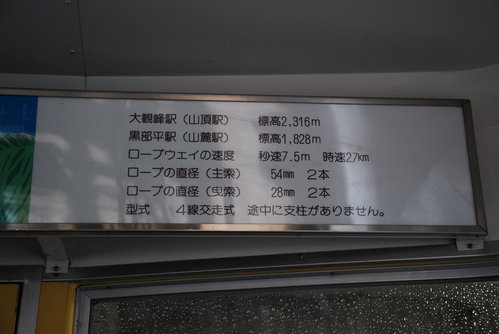 大観峰駅（山頂駅） 標高2,316m
黒部平駅（山麓駅） 標高1,828m
ロープウェイの速度 秒速7.5m 時速27km
ロープの直径（主索） 54mm 2本
ロープの直径（曳索） 28mm 2本
型式 4線交走式 途中に支柱がありません。